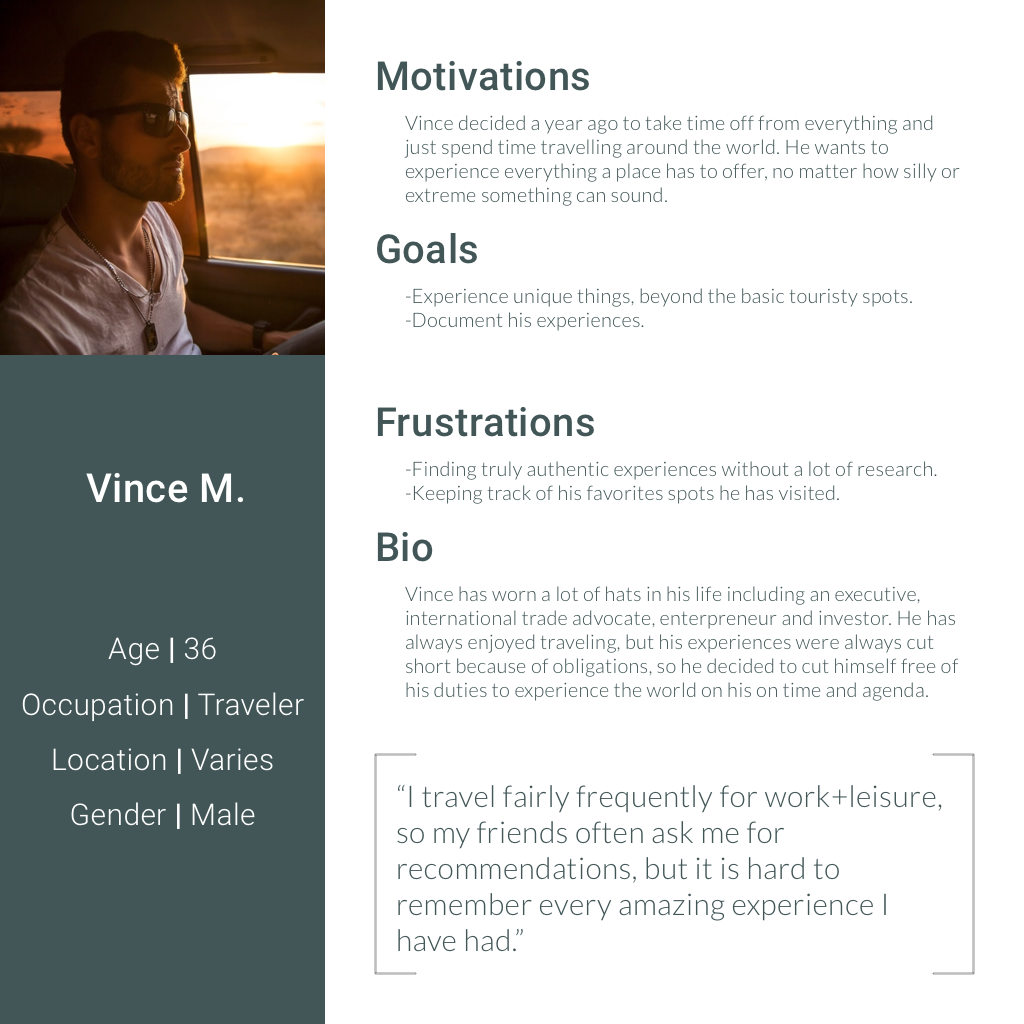 Vince M.
Age | 36
Occupation | Traveler
Location | Varies
Gender | Male
Motivations
Vince decided a year ago to take time off from everything and
just spend time travelling around the world. He wants to
experience everything a place has to offer, no matter how silly or
extreme something can sound.
Goals
-Experience unique things, beyond the basic touristy spots.
-Document his experiences.
Frustrations
-Finding truly authentic experiences without a lot of research.
-Keeping track of his favorites spots he has visited.
Bio
Vince has worn a lot of hats in his life including an executive,
international trade advocate, enterpreneur and investor. He has
always enjoyed traveling, but his experiences were always cut
short because of obligations, so he decided to cut himself free of
his duties to experience the world on his on time and agenda.
“I travel fairly frequently for work+leisure,
so my friends often ask me for
recommendations, but it is hard to
remember every amazing experience I
have had.”